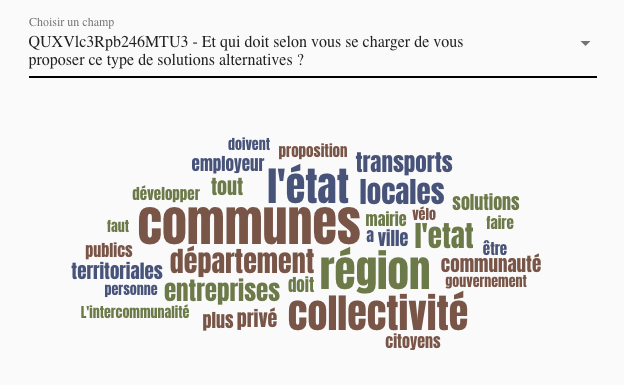 Choisir un champ
QUXVlc3Rpb246MTU3 - Et qui doit selon vous se charger de vous
proposer ce type de solutions alternatives ?
doivent
proposition
employeur
transports
développer
tout
l'état
locales
solutions
communes
mairie
vélo
faut
a
ville
l'etat
faire
publics
département
être
territoriales
région
communauté
personne
entreprises
doit
gouvernement
L'intercommunalité
plus
privé
collectivité
citoyens